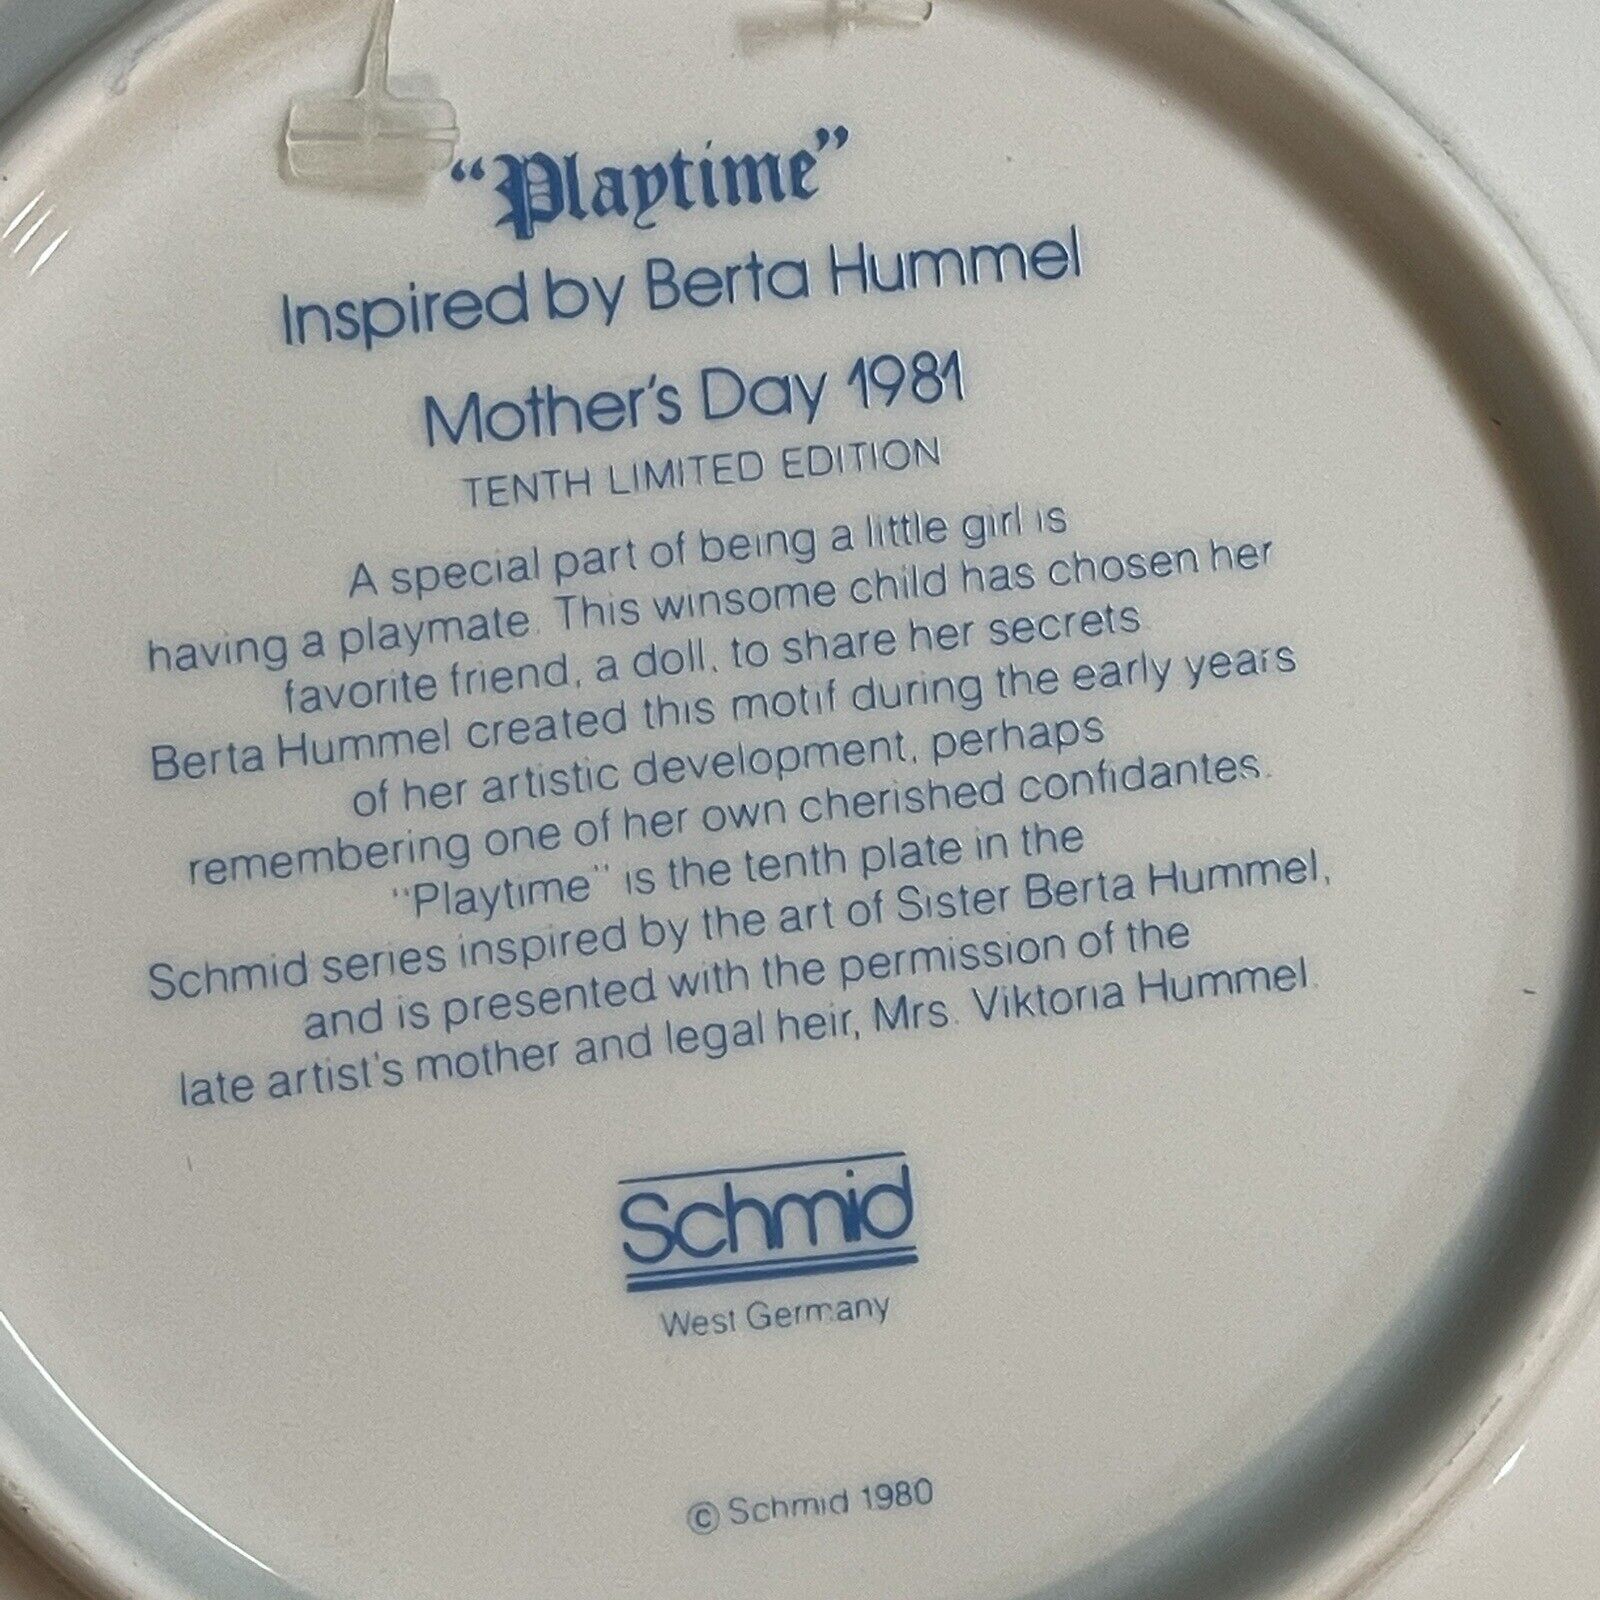 “Playtime”
Inspired by Berta Hummel
Mother's Day 1981
TENTH LIMITED EDITION
A special part of being a little girl is
having a playmate. This winsome child has chosen her
favorite friend, a doll, to share her secrets.
Berta Hummel created this motif during the early years
of her artistic development, perhaps
remembering one of her own cherished confidantes.
"Playtime" is the tenth plate in the
Schmid series inspired by the art of Sister Berta Hummel,
and is presented with the permission of the
late artist's mother and legal heir, Mrs. Viktoria Hummel.
Schmid
West Germany
© Schmid 1980